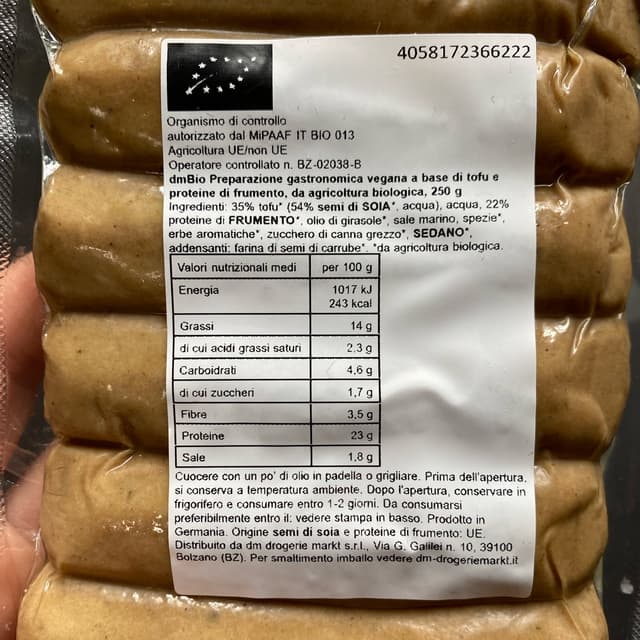 4058172366222
Organismo di controllo
autorizzato dal MiPAAF IT BIO 013
Agricoltura UE/non UE
Operatore controllato n. BZ-02038-B
dmBio Preparazione gastronomica vegana a base di tofu e
proteine di frumento, da agricoltura biologica, 250 g
Ingredienti: 35% tofu* (54% semi di SOIA*, acqua), acqua, 22%
proteine di FRUMENTO*, olio di girasole*, sale marino, spezie*,
erbe aromatiche*, zucchero di canna grezzo*, SEDANO*,
addensanti: farina di semi di carrube*. *da agricoltura biologica.
Valori nutrizionali medi per 100 g
Energia 1017 kJ
243 kcal
Grassi 14 g
di cui acidi grassi saturi 2,3 g
Carboidrati 4,6 g
di cui zuccheri 1,7 g
Fibre 3,5 g
Proteine 23 g
Sale 1,8 g
Cuocere con un po' di olio in padella o grigliare. Prima dell'apertura,
si conserva a temperatura ambiente. Dopo l'apertura, conservare in
frigorifero e consumare entro 1-2 giorni. Da consumarsi
preferibilmente entro il: vedere stampa in basso. Prodotto in
Germania. Origine semi di soia e proteine di frumento: UE.
Distribuito da dm drogerie markt s.r.l., Via G. Galilei n. 10, 39100
Bolzano (BZ). Per smaltimento imballo vedere dm-drogeriemarkt.it